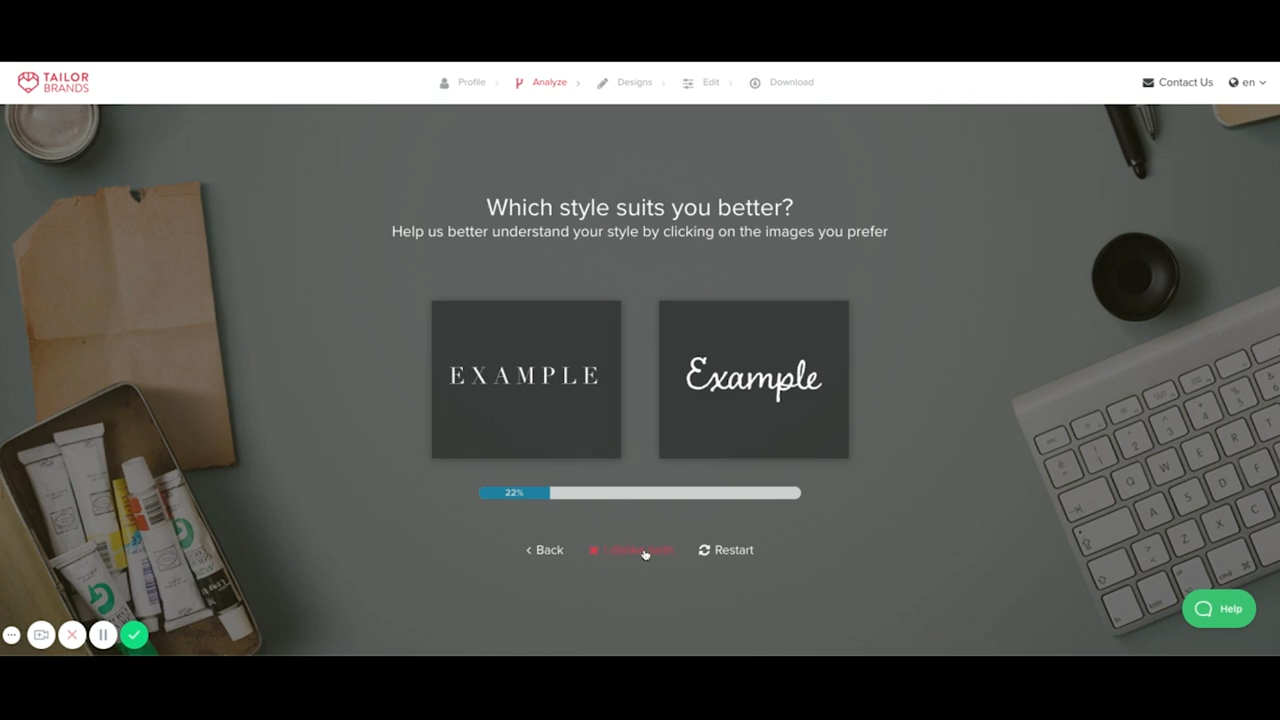 TAILOR
BRANDS
Profile
Analyze
Designs
Edit
Download
Contact Us
en
Which style suits you better?
Help us better understand your style by clicking on the images you prefer
EXAMPLE
Example
22%
Back
Restart
Help